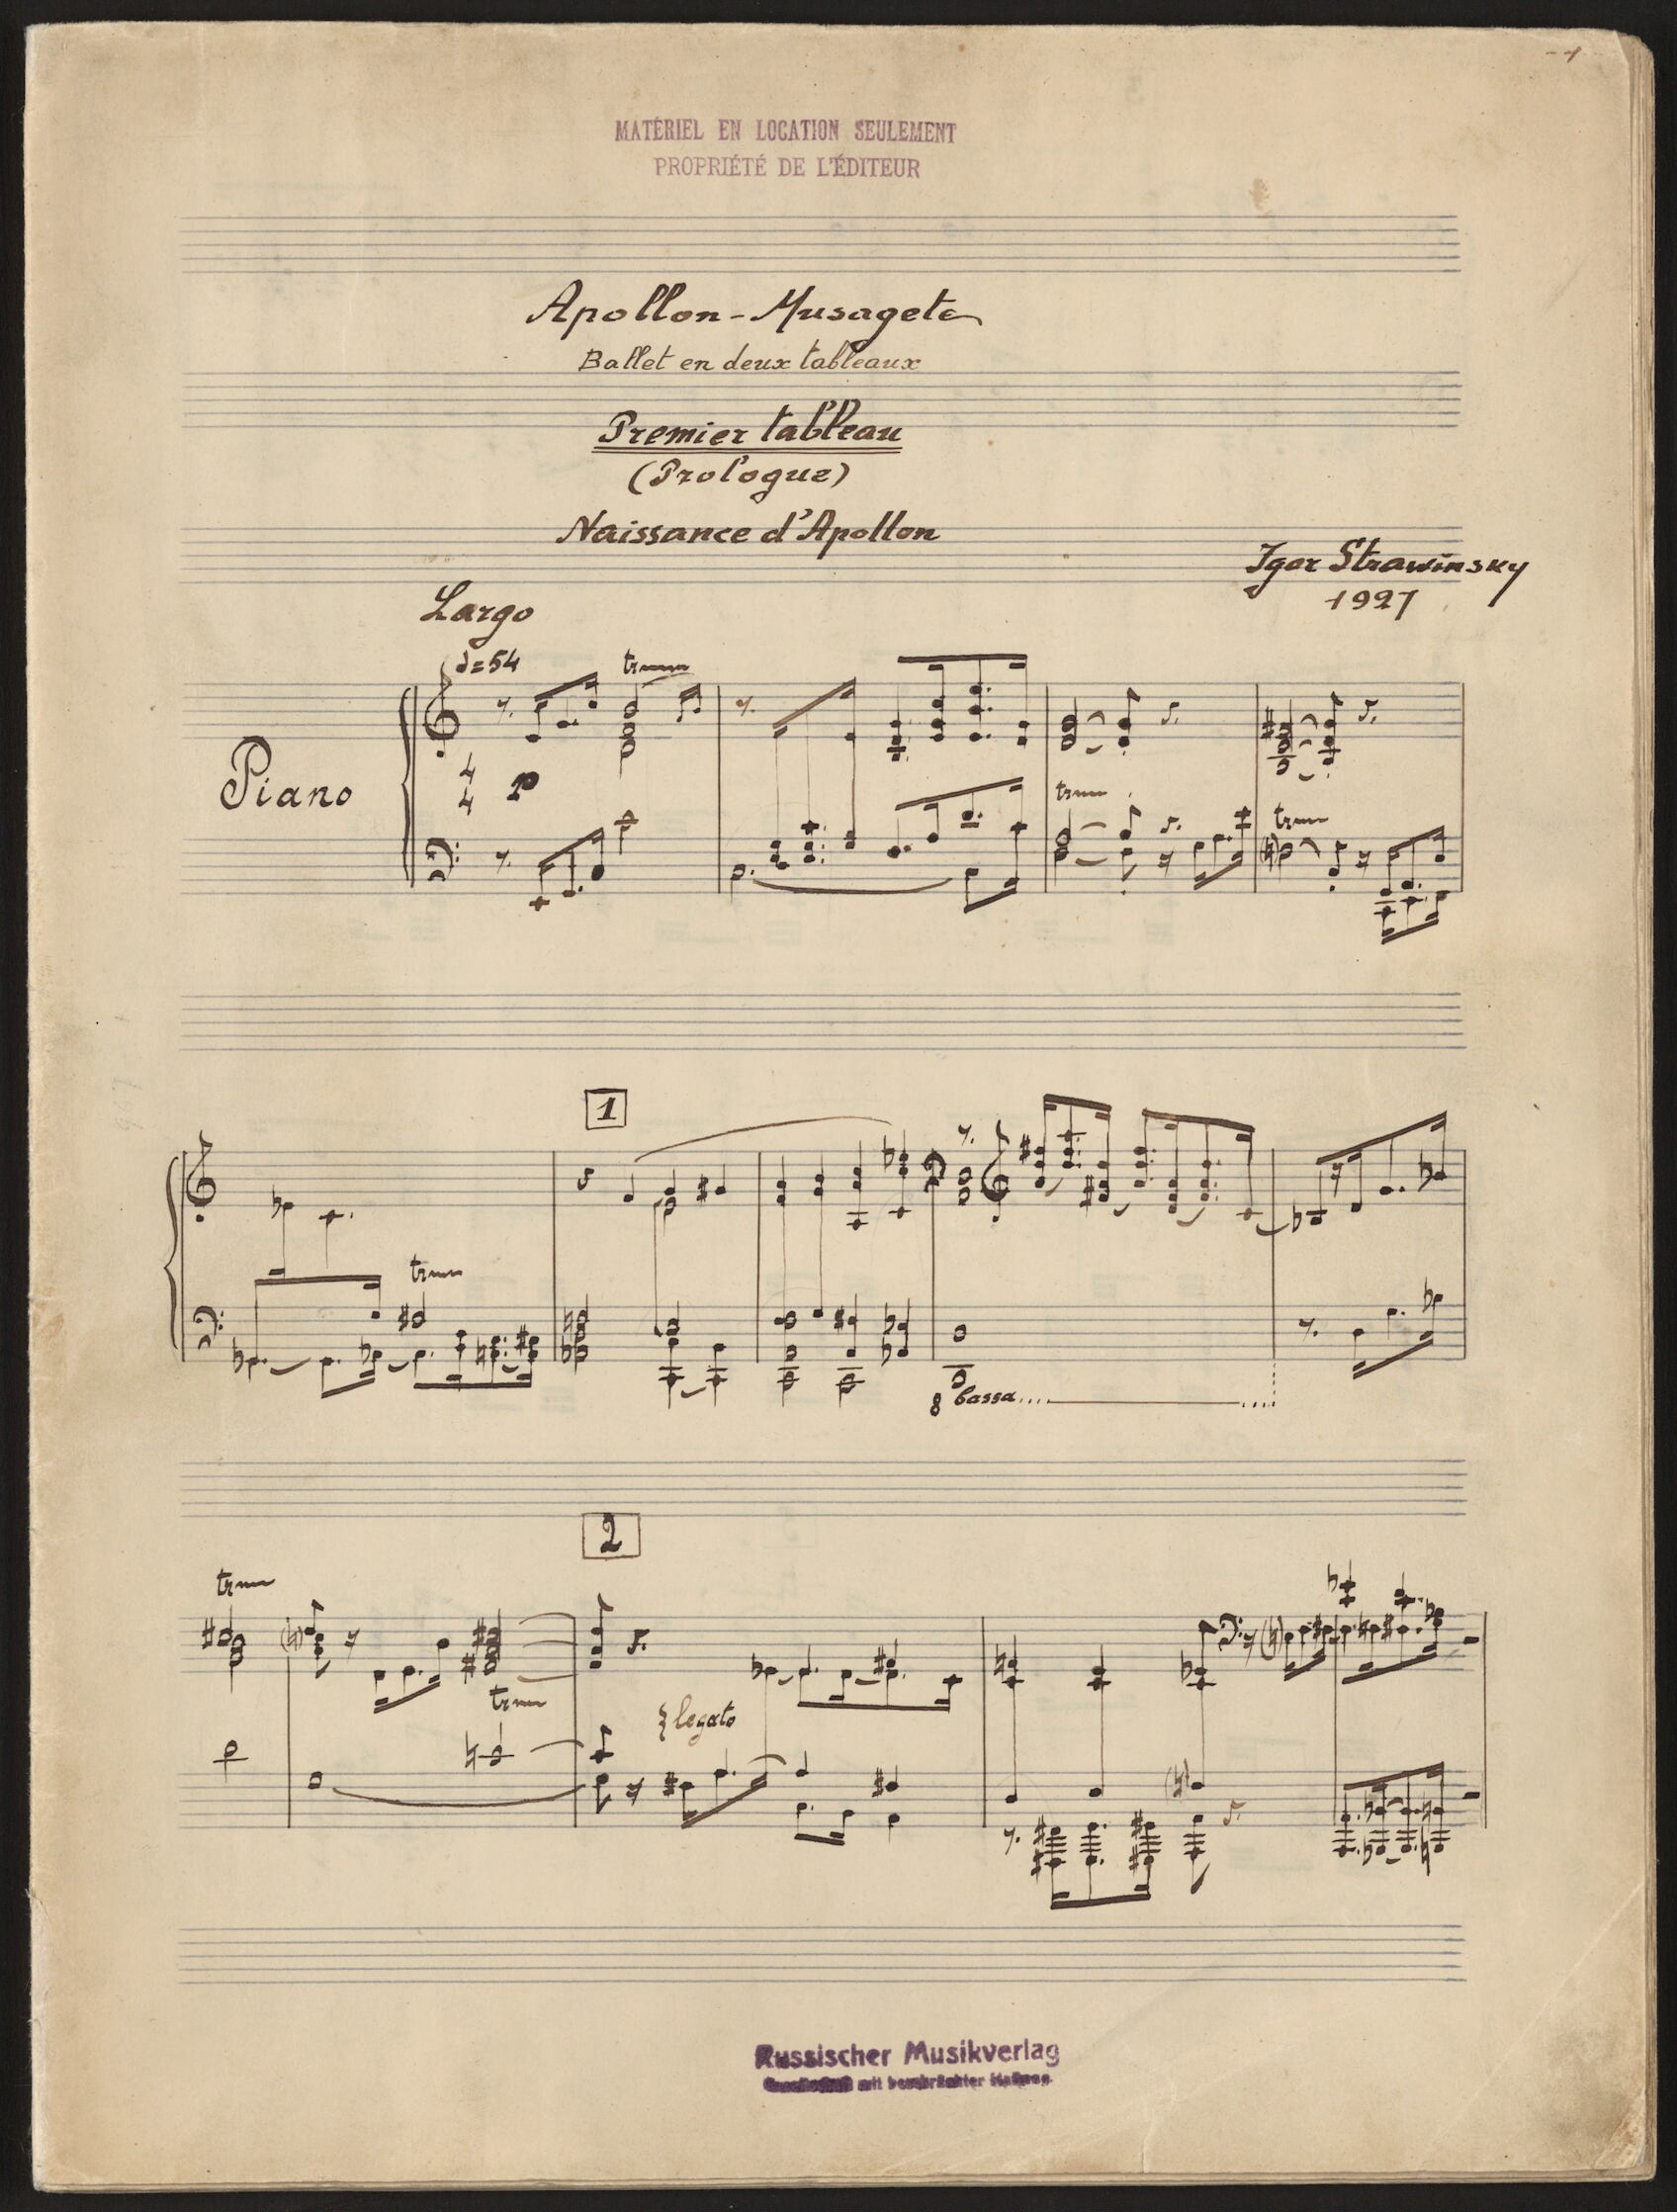 -1
MATÉRIEL EN LOCATION SEULEMENT
PROPRIÉTÉ DE L'ÉDITEUR
Apollon-Musagete
Ballet en deux tableaux
Premier tableau
(Prologue)
Naissance d'Apollon
Igor Strawinsky
1927
Largo
♩=54
tr
Piano
4
4
p
tr
tr
1
tr
8 bassa....
2
tr
tr
legato
Russischer Musikverlag
mit beschränkter Haftung